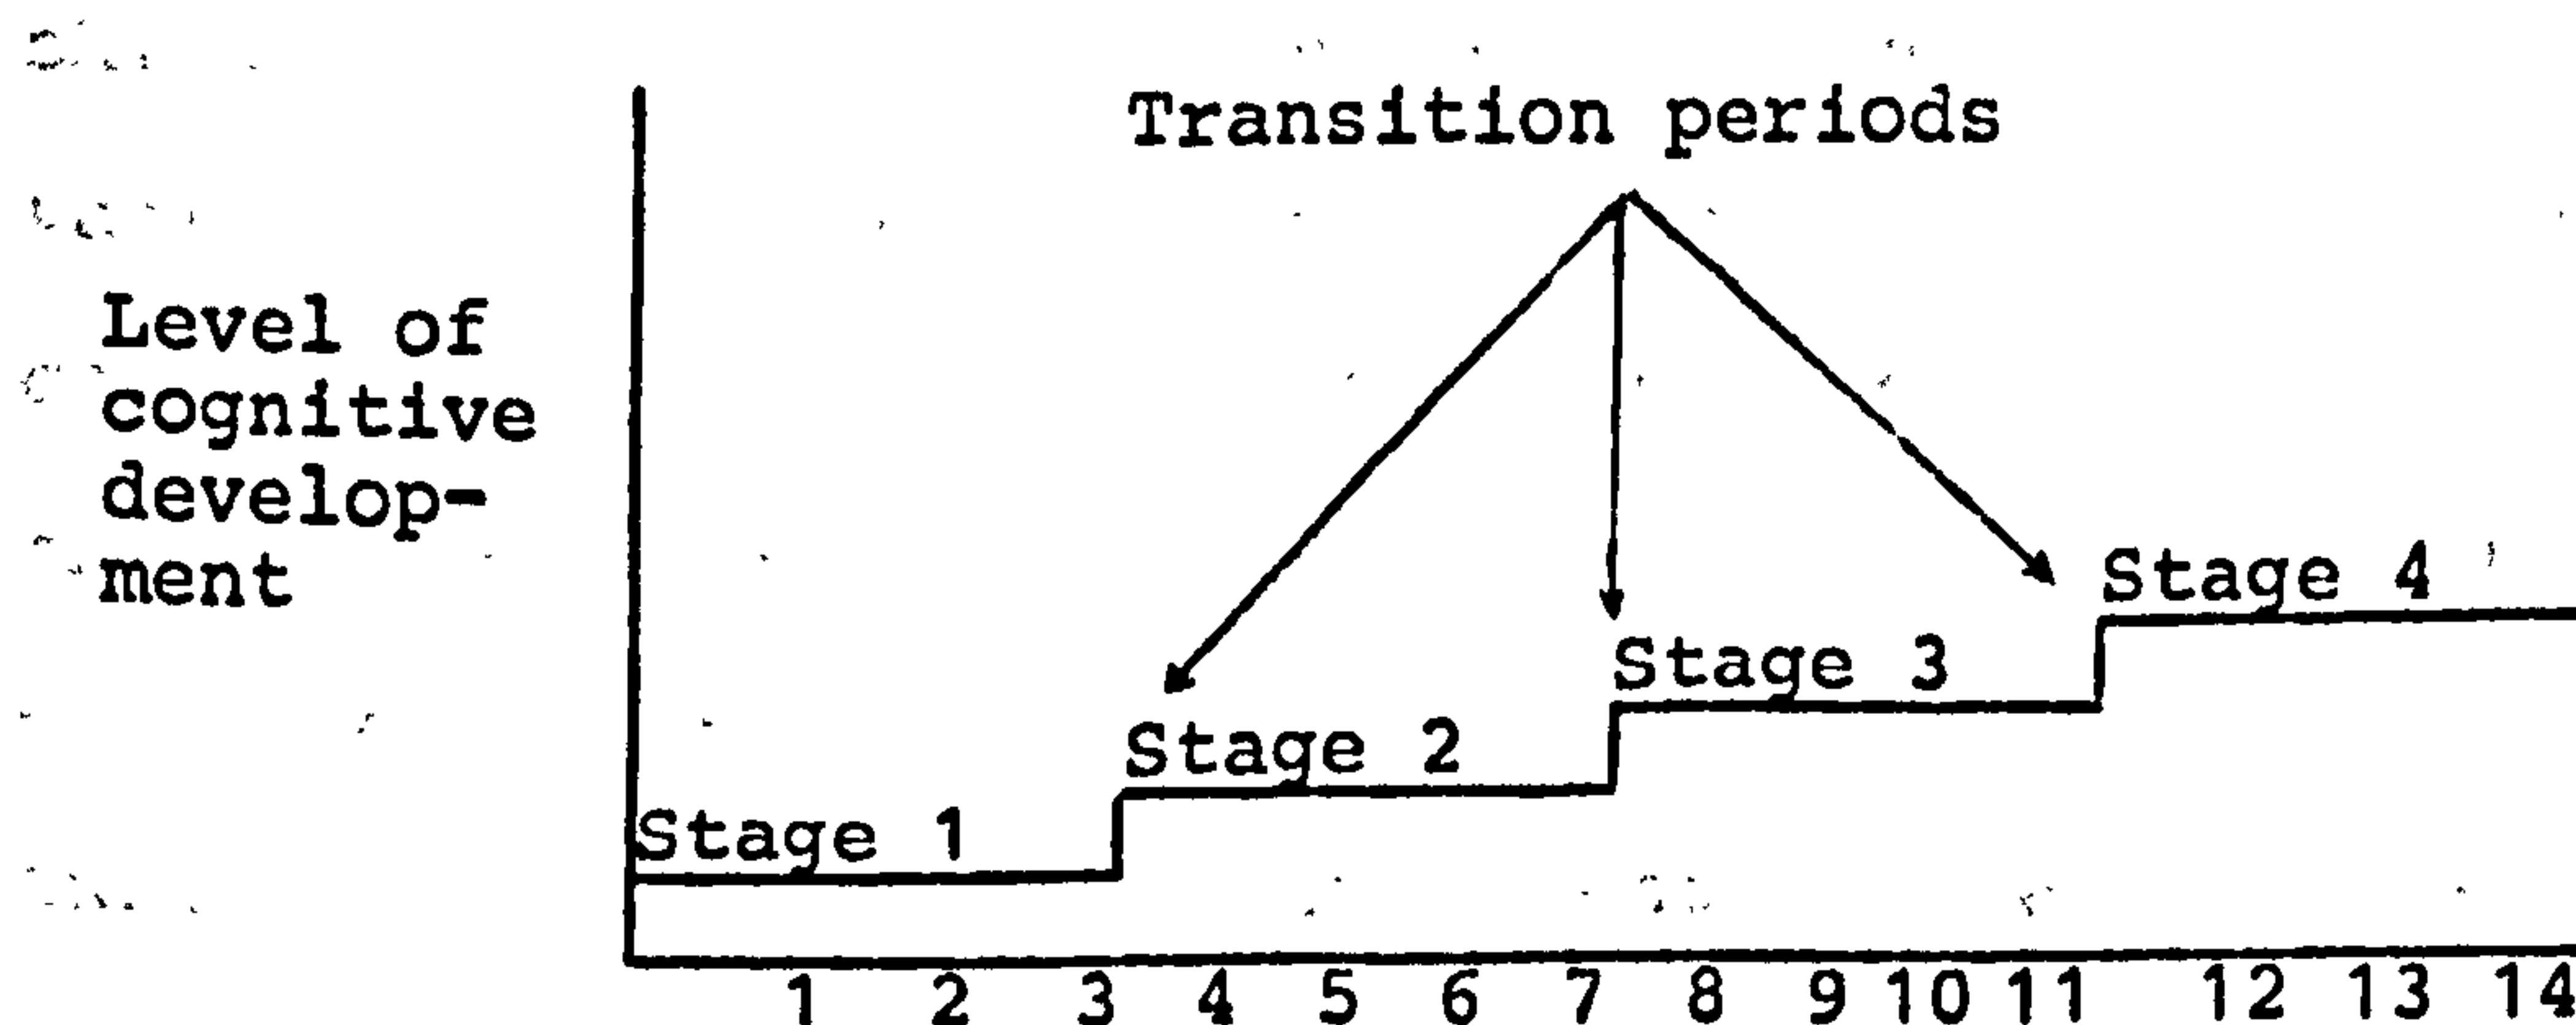 Transition periods
Level of
cognitive
develop-
ment
Stage 4
Stage 3
Stage 2
Stage 1
1 2 3 4 5 6 7 8 9 10 11 12 13 14